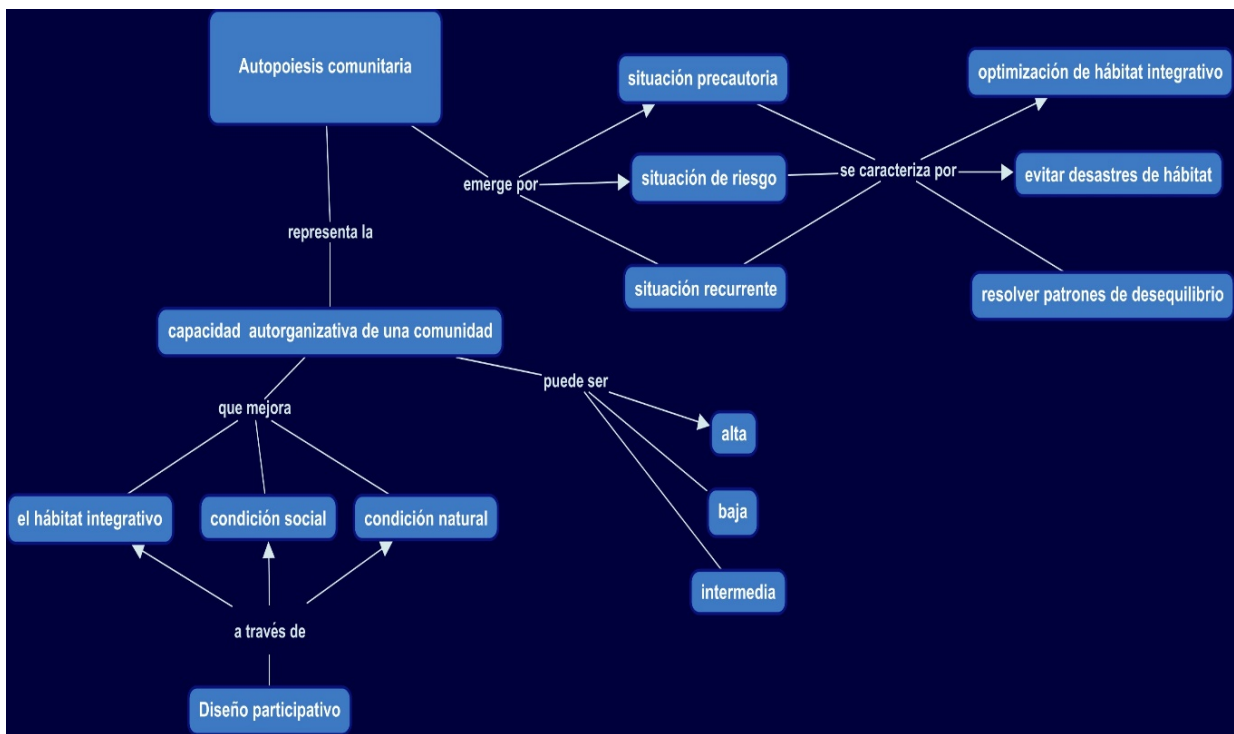 Autopoiesis comunitaria
situación precautoria
optimización de hábitat integrativo
emerge por
situación de riesgo
se caracteriza por
evitar desastres de hábitat
representa la
situación recurrente
resolver patrones de desequilibrio
capacidad autorganizativa de una comunidad
puede ser
que mejora
alta
el hábitat integrativo
condición social
condición natural
baja
intermedia
a través de
Diseño participativo